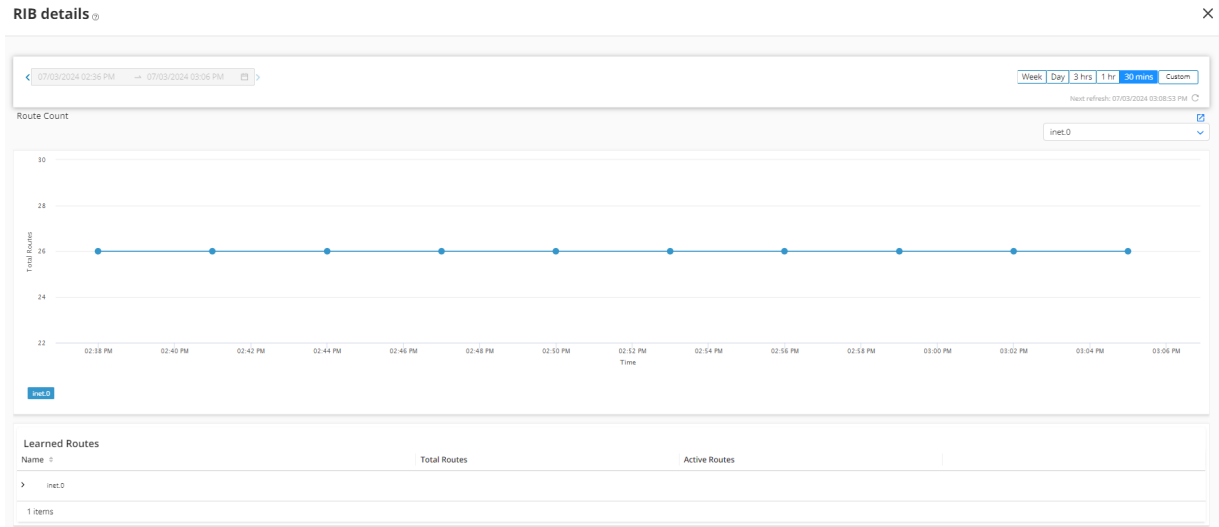 RIB details
07/03/2024 02:36 PM → 07/03/2024 03:06 PM
Week Day 3 hrs 1 hr 30 mins Custom
Next refresh: 07/03/2024 03:08:53 PM
Route Count
inet.0
30
28
26
24
22
Total Routes
02:38 PM 02:40 PM 02:42 PM 02:44 PM 02:46 PM 02:48 PM 02:50 PM 02:52 PM 02:54 PM 02:56 PM 02:58 PM 03:00 PM 03:02 PM 03:04 PM 03:06 PM
Time
inet.0
Learned Routes
Name Total Routes Active Routes
inet.0
1 items